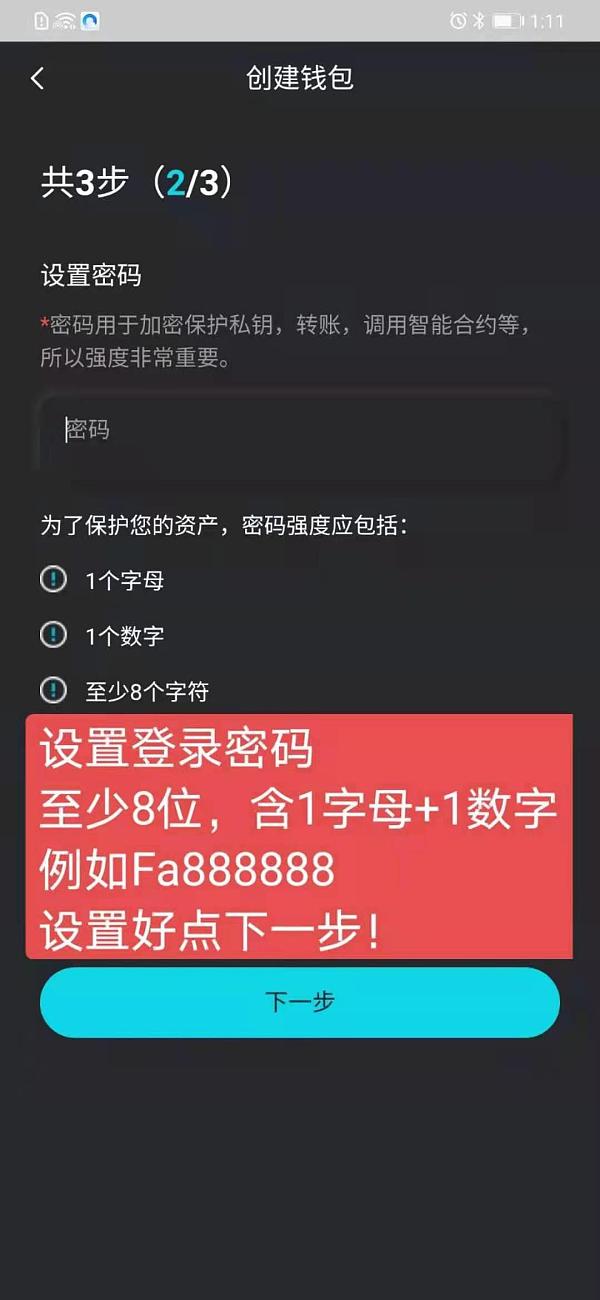 1:11
创建钱包
共3步（2/3）
设置密码
*密码用于加密保护私钥，转账，调用智能合约等，
所以强度非常重要。
密码
为了保护您的资产，密码强度应包括：
1个字母
1个数字
至少8个字符
设置登录密码
至少8位，含1字母+1数字
例如Fa888888
设置好点下一步！
下一步